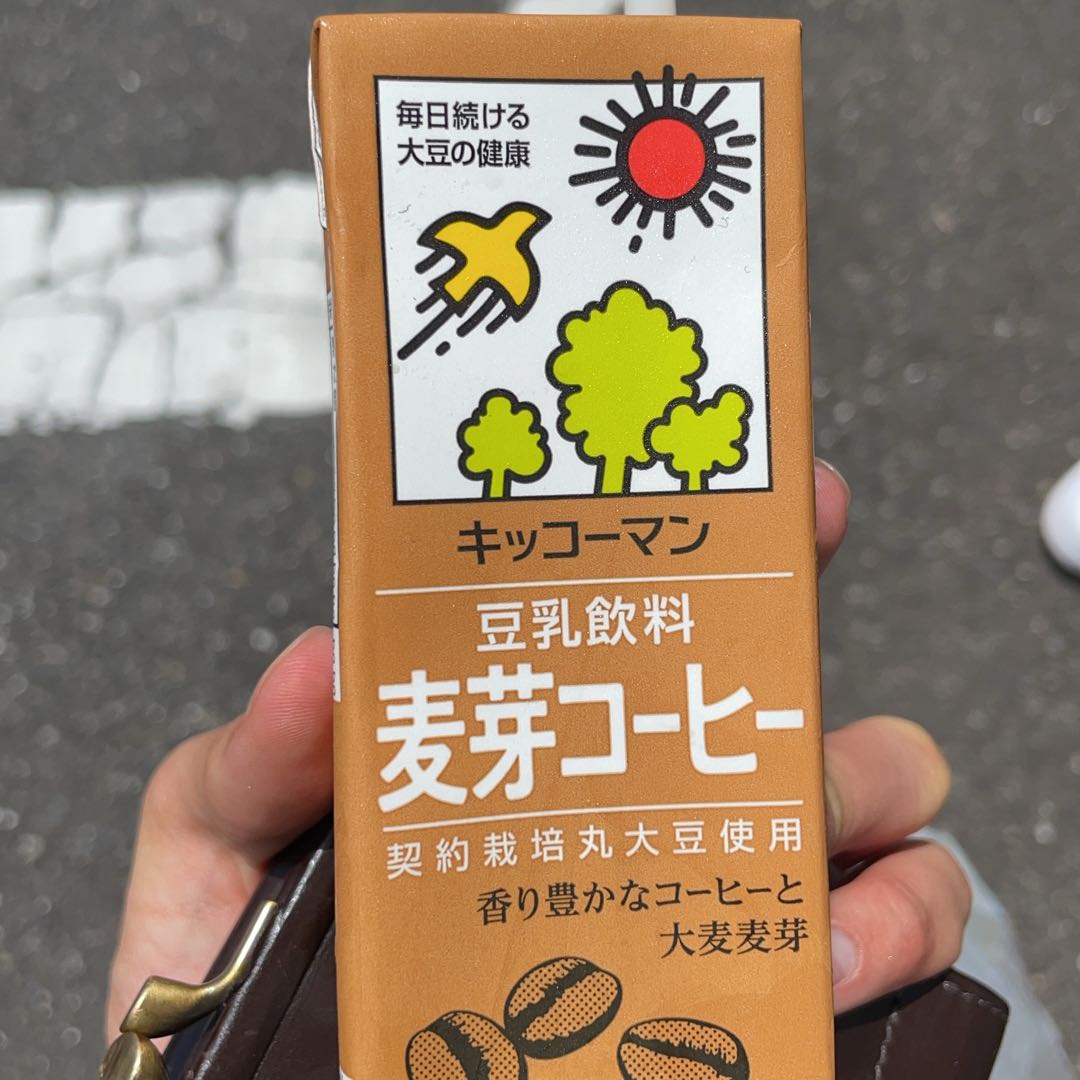 毎日続ける
大豆の健康
キッコーマン
豆乳飲料
麦芽コーヒー
契約栽培丸大豆使用
香り豊かなコーヒーと
大麦麦芽